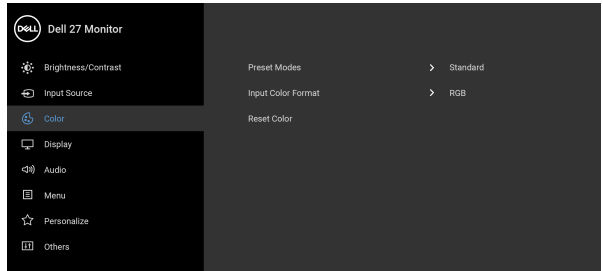 DELL Dell 27 Monitor
Brightness/Contrast
Input Source
Color
Display
Audio
Menu
Personalize
Others
Preset Modes Standard
Input Color Format RGB
Reset Color